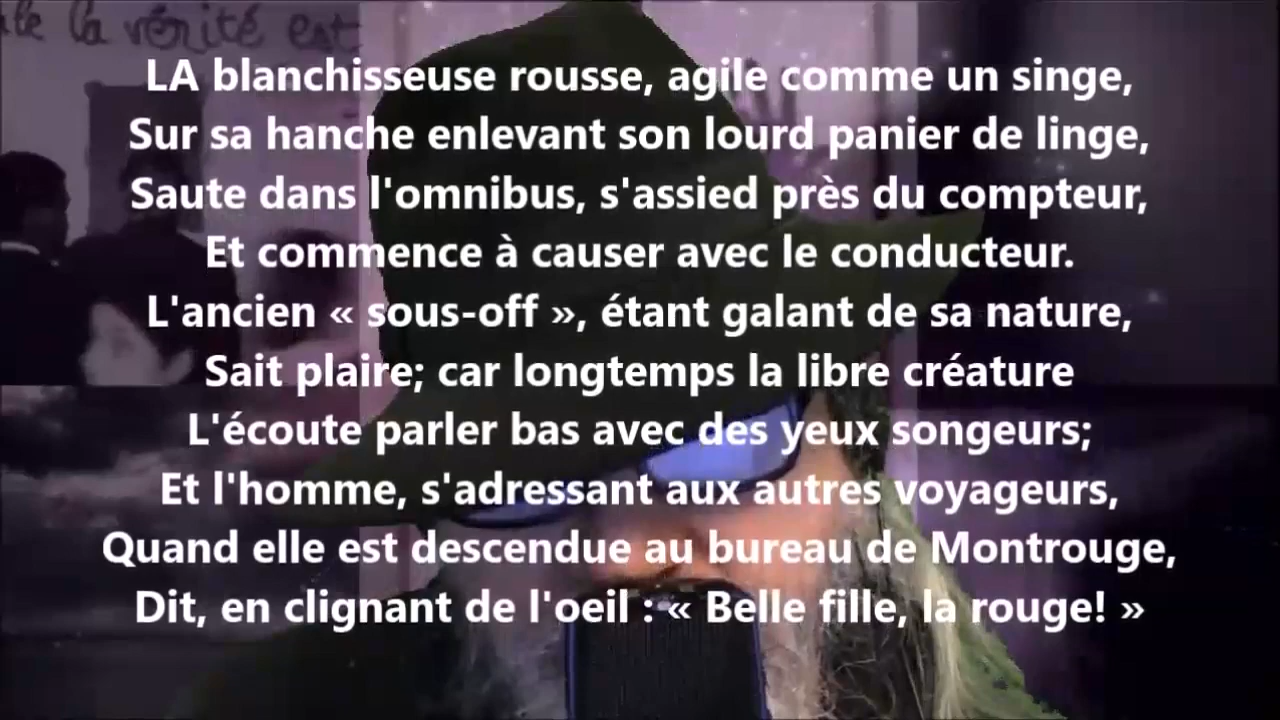 la vérité est
LA blanchisseuse rousse, agile comme un singe,
Sur sa hanche enlevant son lourd panier de linge,
Saute dans l'omnibus, s'assied près du compteur,
Et commence à causer avec le conducteur.
L'ancien « sous-off », étant galant de sa nature,
Sait plaire; car longtemps la libre créature
L'écoute parler bas avec des yeux songeurs;
Et l'homme, s'adressant aux autres voyageurs,
Quand elle est descendue au bureau de Montrouge,
Dit, en clignant de l'oeil : « Belle fille, la rouge! »